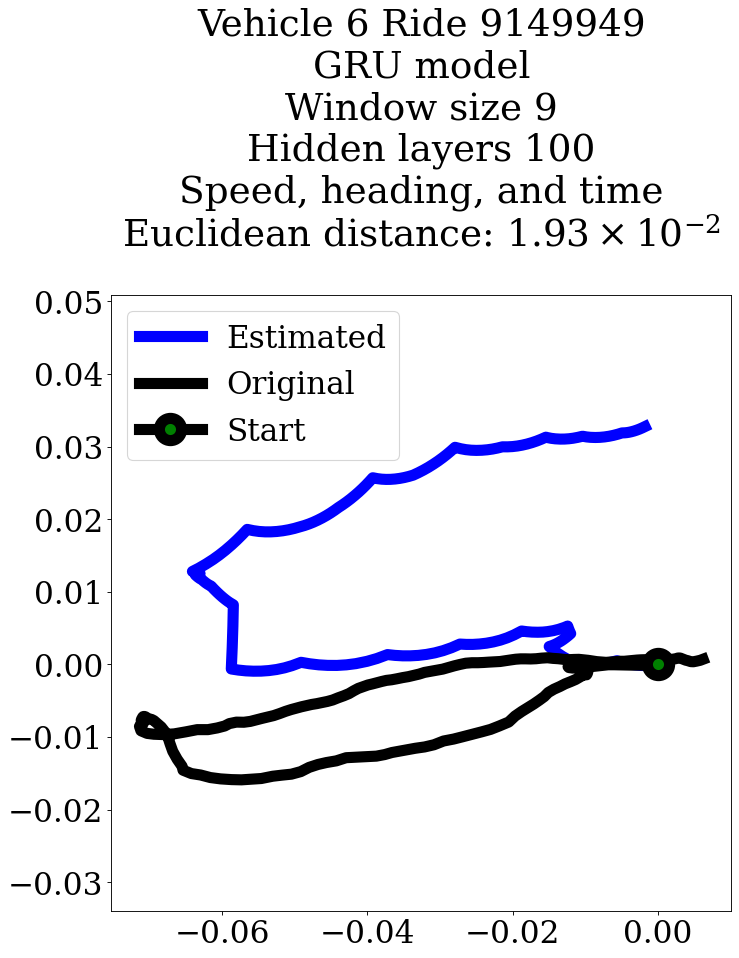 Vehicle 6 Ride 9149949
GRU model
Window size 9
Hidden layers 100
Speed, heading, and time
Euclidean distance: 1.93 × 10⁻²
0.05
0.04
0.03
0.02
0.01
0.00
−0.01
−0.02
−0.03
Estimated
Original
Start
−0.06 −0.04 −0.02 0.00